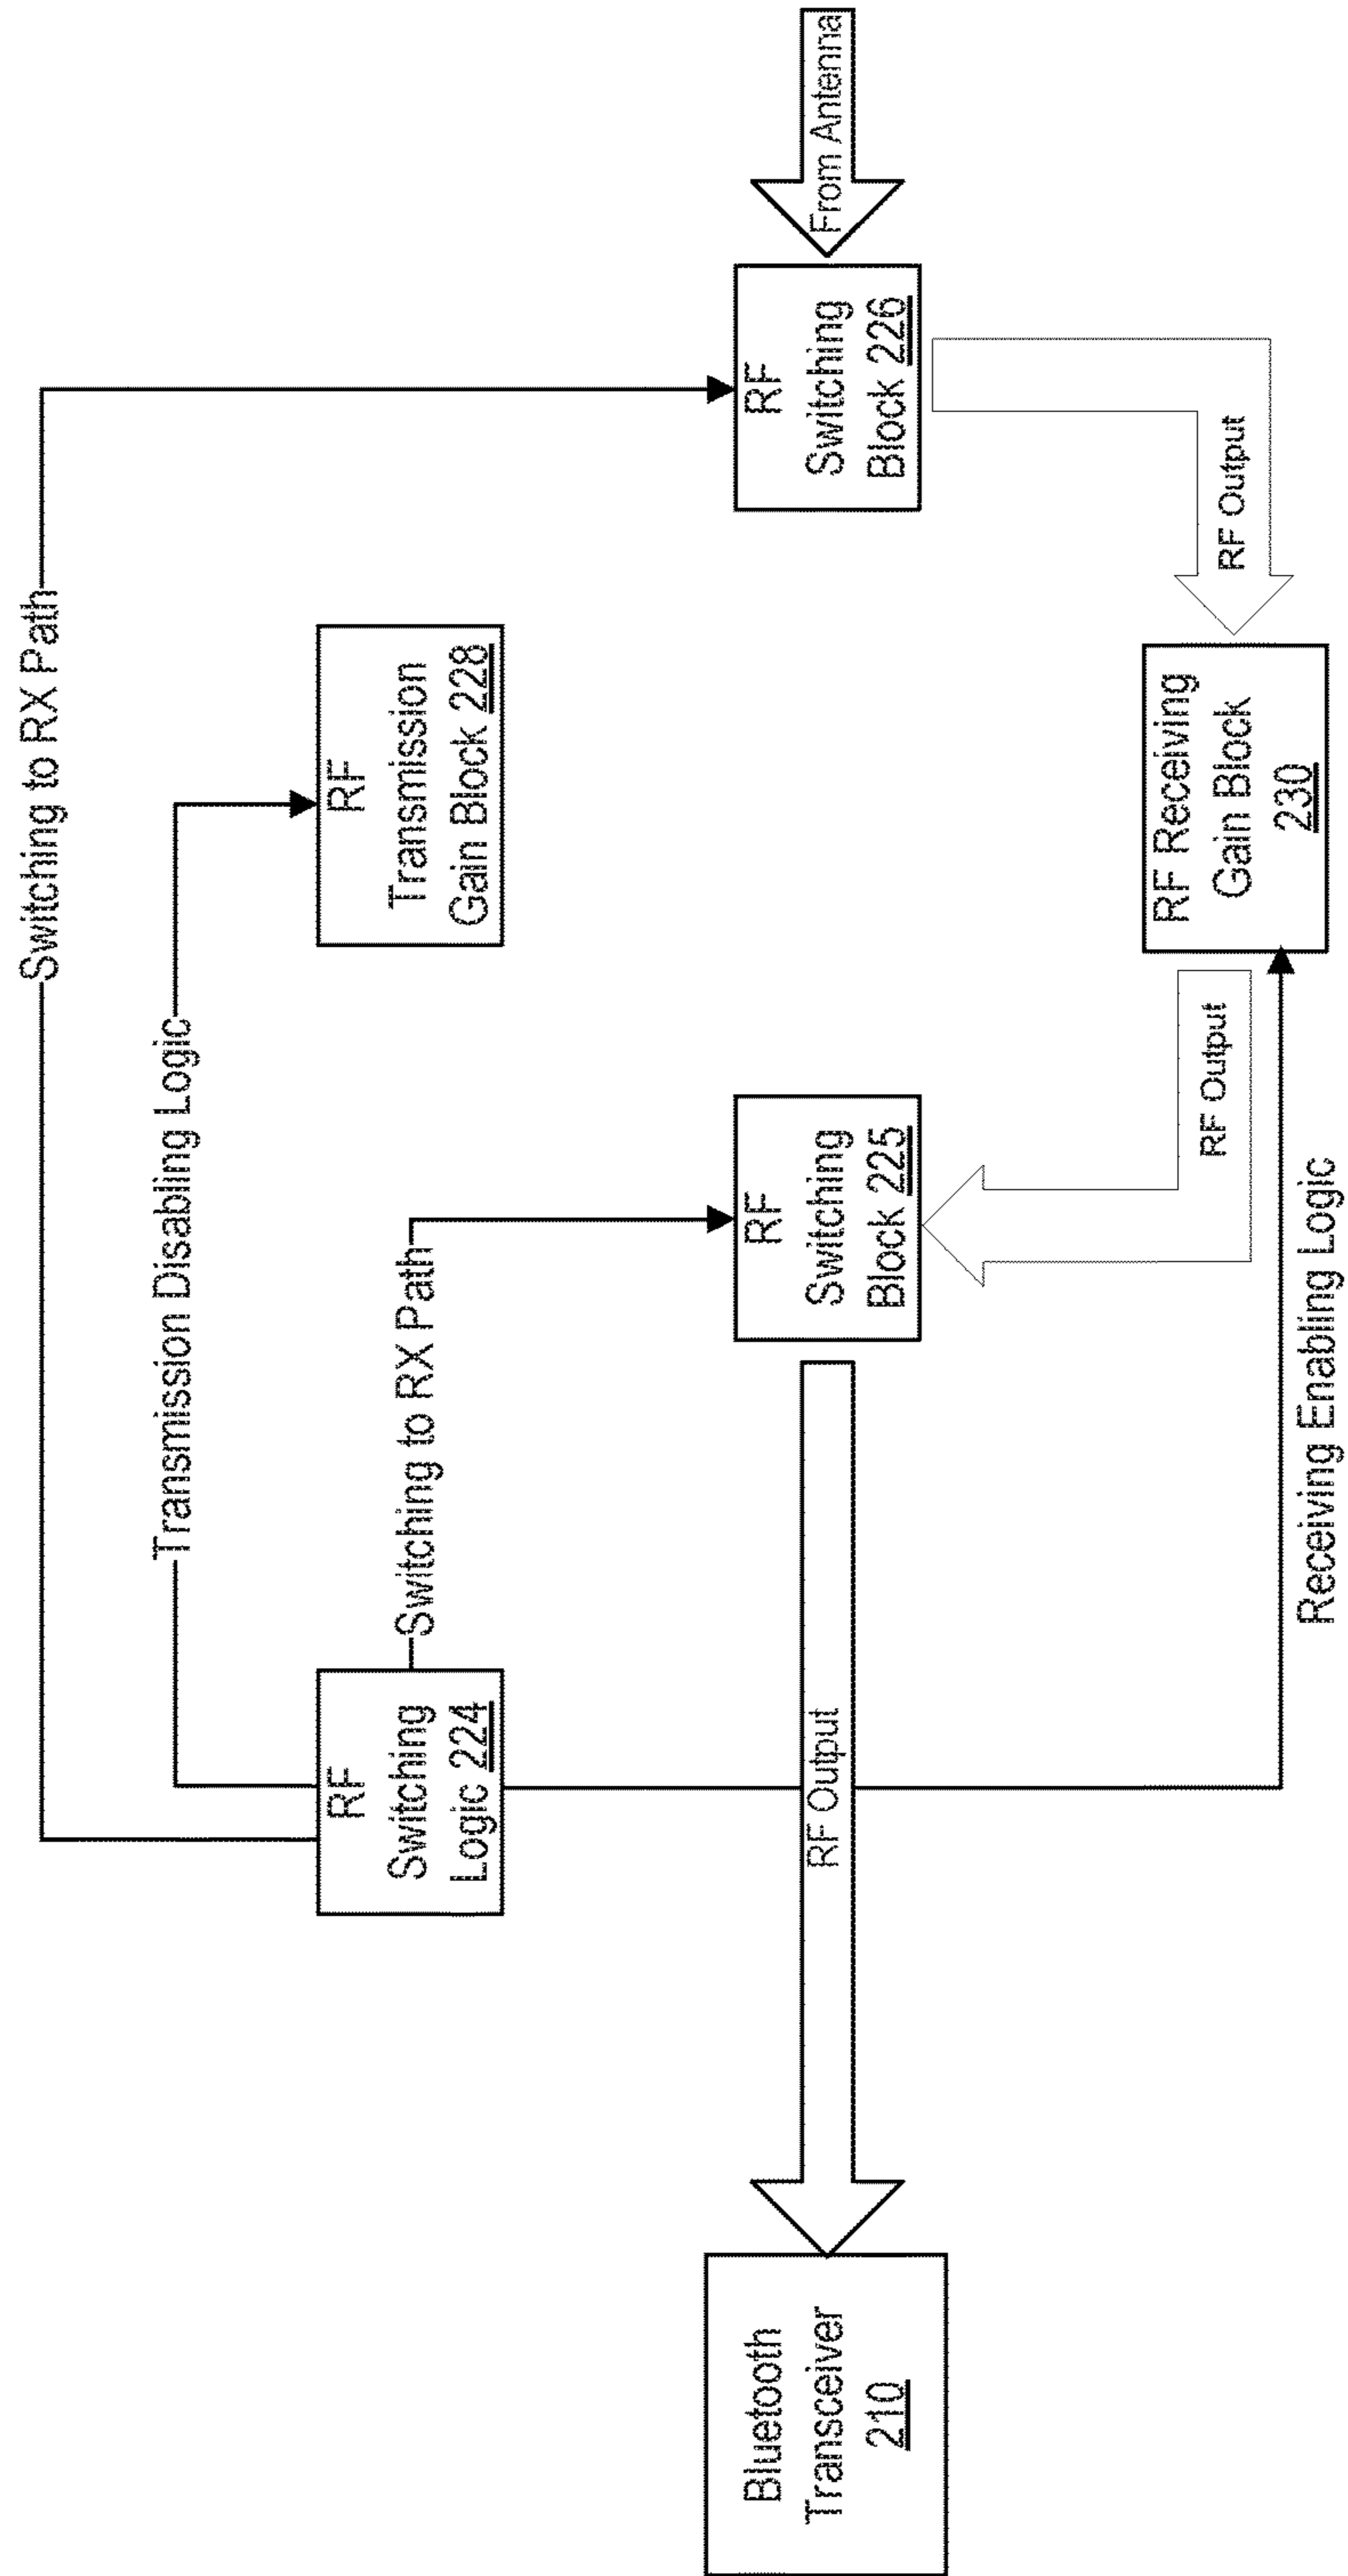 Switching to RX Path
Transmission Disabling Logic
RF
Switching
Logic 224
Switching to RX Path
RF
Transmission
Gain Block 228
Bluetooth
Transceiver
210
RF Output
RF
Switching
Block 225
RF
Switching
Block 226
From Antenna
RF Output
RF Output
RF Receiving
Gain Block
230
Receiving Enabling Logic